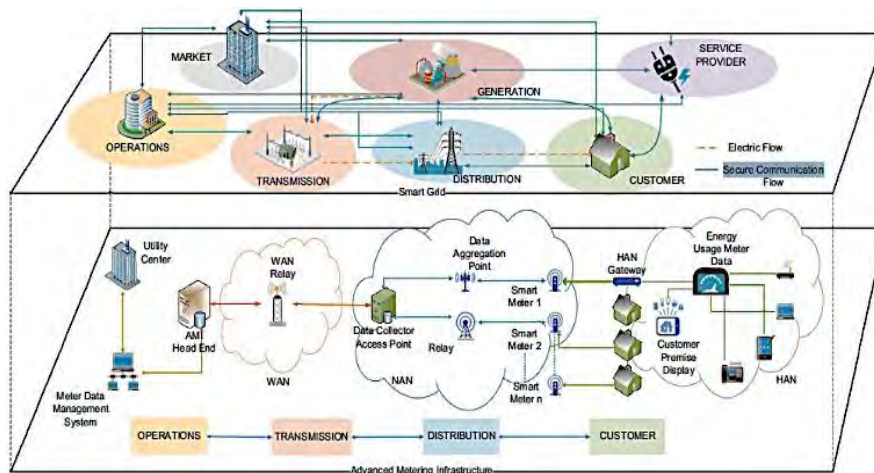 MARKET
SERVICE
PROVIDER
GENERATION
OPERATIONS
TRANSMISSION
DISTRIBUTION
CUSTOMER
Electric Flow
Secure Communication
Flow
Smart Grid
Utility
Center
WAN
Relay
Data
Aggregation
Point
HAN
Gateway
Energy
Usage Meter
Data
Smart
Meter 1
AMI
Head End
Data Collector
Access Point
Relay
Smart
Meter 2
Customer
Premise
Display
Meter Data
Management
System
WAN
NAN
Smart
Meter n
HAN
OPERATIONS
TRANSMISSION
DISTRIBUTION
CUSTOMER
Advanced Metering Infrastructure